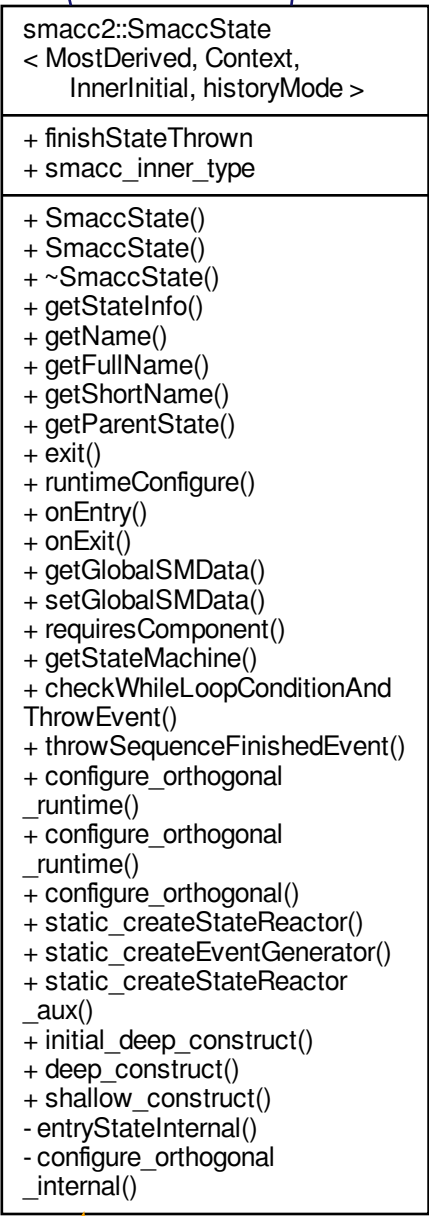 smacc2::SmaccState
< MostDerived, Context,
InnerInitial, historyMode >
+ finishStateThrown
+ smacc_inner_type
+ SmaccState()
+ SmaccState()
+ ~SmaccState()
+ getStateInfo()
+ getName()
+ getFullName()
+ getShortName()
+ getParentState()
+ exit()
+ runtimeConfigure()
+ onEntry()
+ onExit()
+ getGlobalSMData()
+ setGlobalSMData()
+ requiresComponent()
+ getStateMachine()
+ checkWhileLoopConditionAnd
ThrowEvent()
+ throwSequenceFinishedEvent()
+ configure_orthogonal
_runtime()
+ configure_orthogonal
_runtime()
+ configure_orthogonal()
+ static_createStateReactor()
+ static_createEventGenerator()
+ static_createStateReactor
_aux()
+ initial_deep_construct()
+ deep_construct()
+ shallow_construct()
- entryStateInternal()
- configure_orthogonal
_internal()